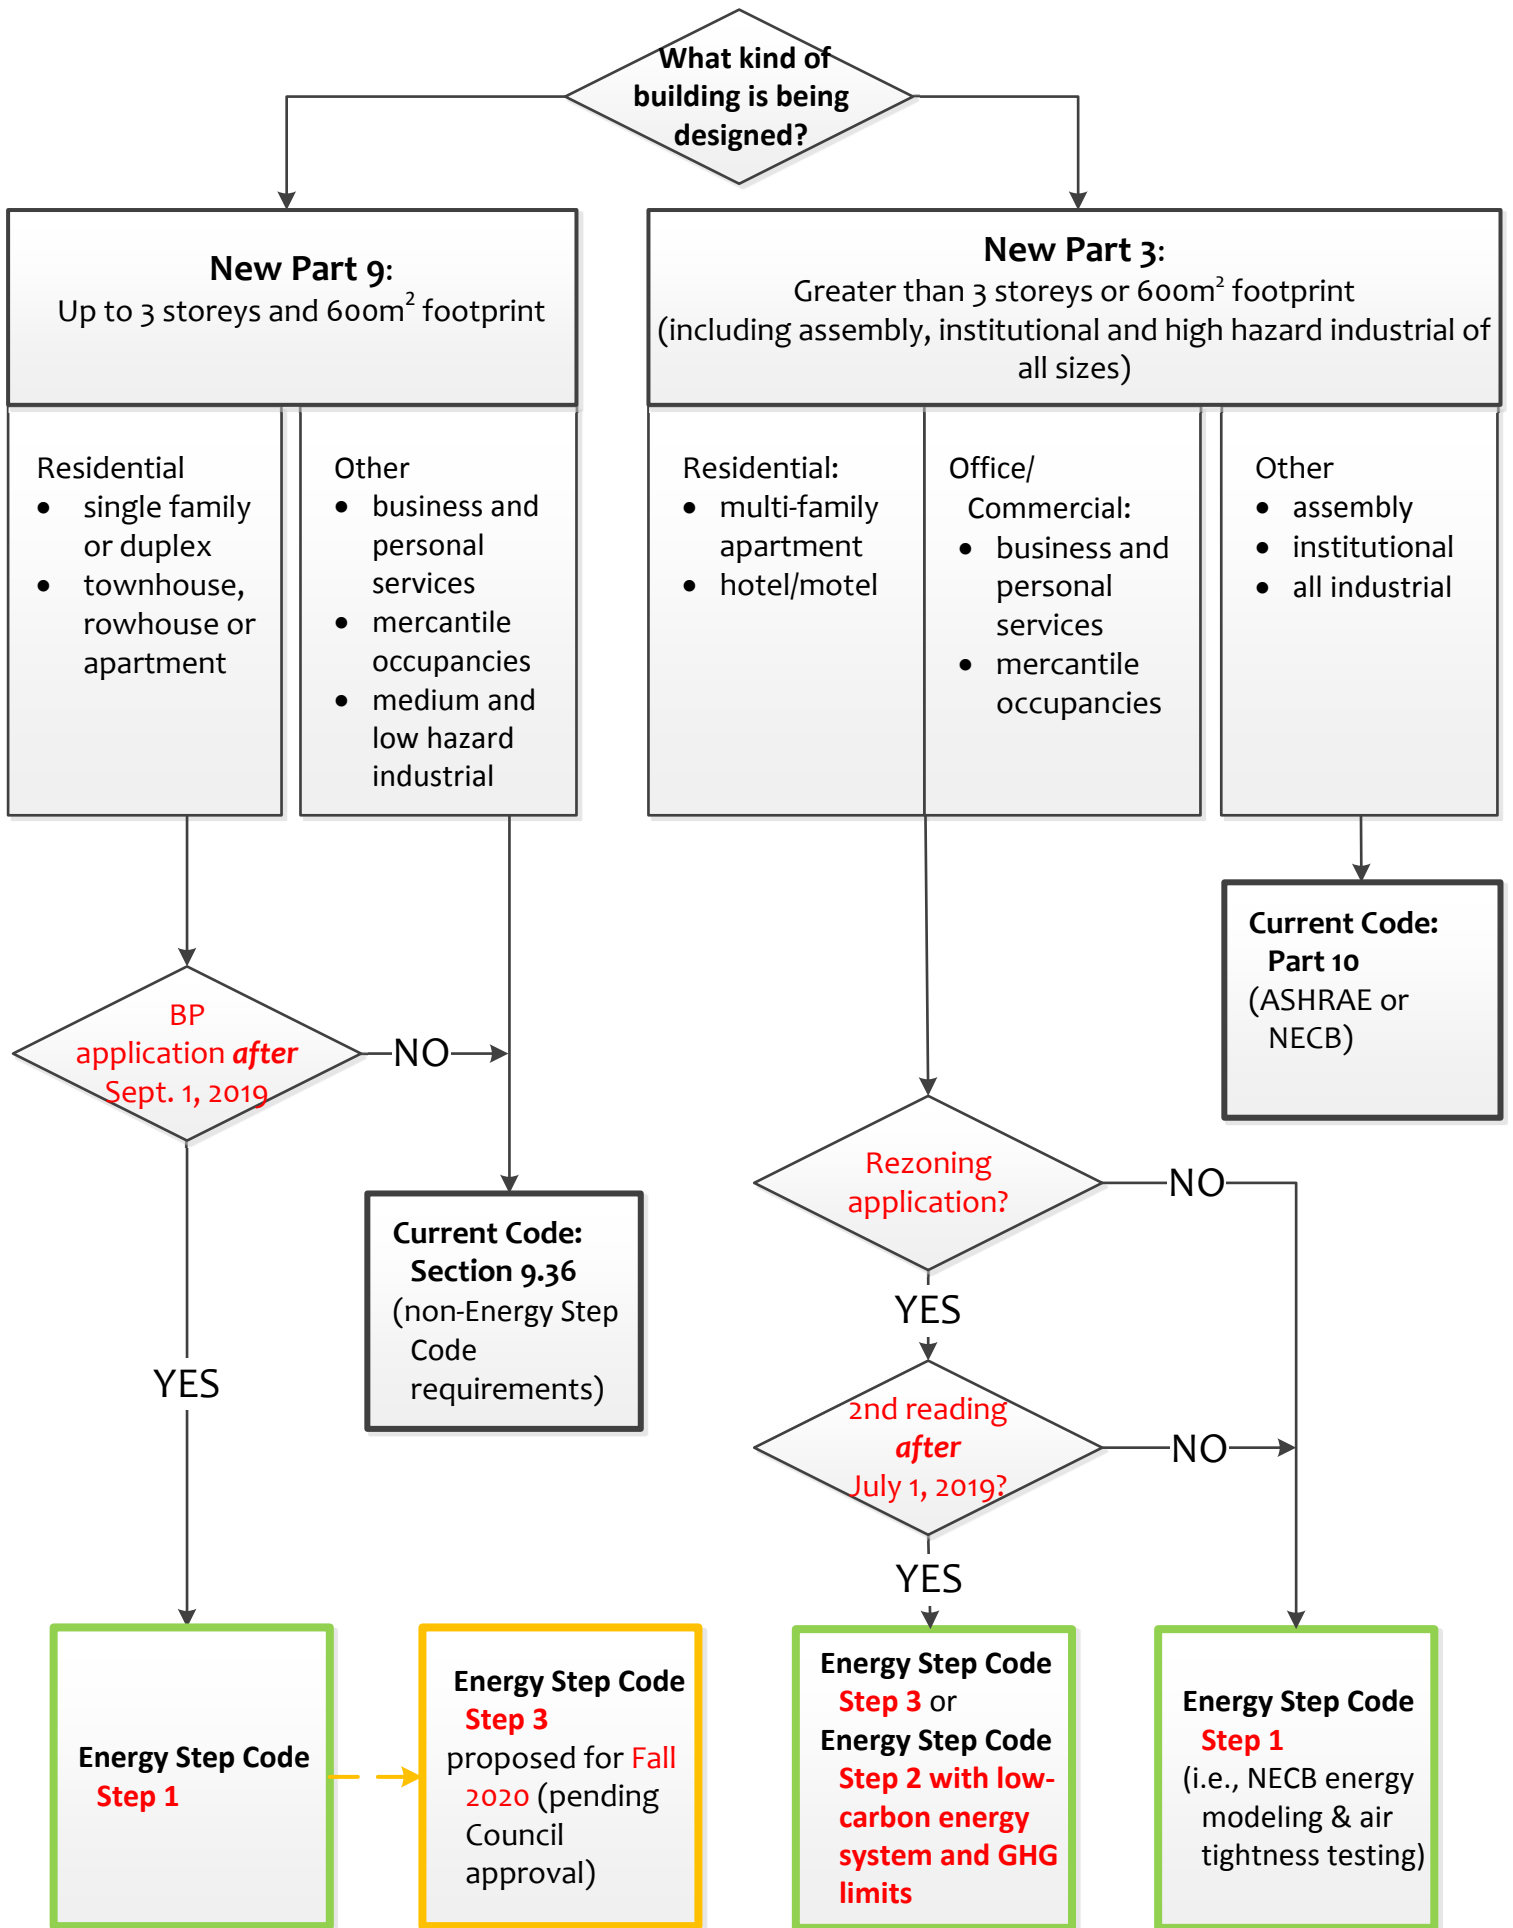 What kind of
building is being
designed?
New Part 9:
Up to 3 storeys and 600m² footprint
New Part 3:
Greater than 3 storeys or 600m² footprint
(including assembly, institutional and high hazard industrial of
all sizes)
Residential
• single family
or duplex
• townhouse,
rowhouse or
apartment
Other
• business and
personal
services
• mercantile
occupancies
• medium and
low hazard
industrial
Residential:
• multi-family
apartment
• hotel/motel
Office/
Commercial:
• business and
personal
services
• mercantile
occupancies
Other
• assembly
• institutional
• all industrial
Current Code:
Part 10
(ASHRAE or
NECB)
BP
application after
Sept. 1, 2019
NO
Current Code:
Section 9.36
(non-Energy Step
Code
requirements)
YES
Rezoning
application?
NO
YES
2nd reading
after
July 1, 2019?
NO
YES
Energy Step Code
Step 1
Energy Step Code
Step 3
proposed for Fall
2020 (pending
Council
approval)
Energy Step Code
Step 3 or
Energy Step Code
Step 2 with low-
carbon energy
system and GHG
limits
Energy Step Code
Step 1
(i.e., NECB energy
modeling & air
tightness testing)